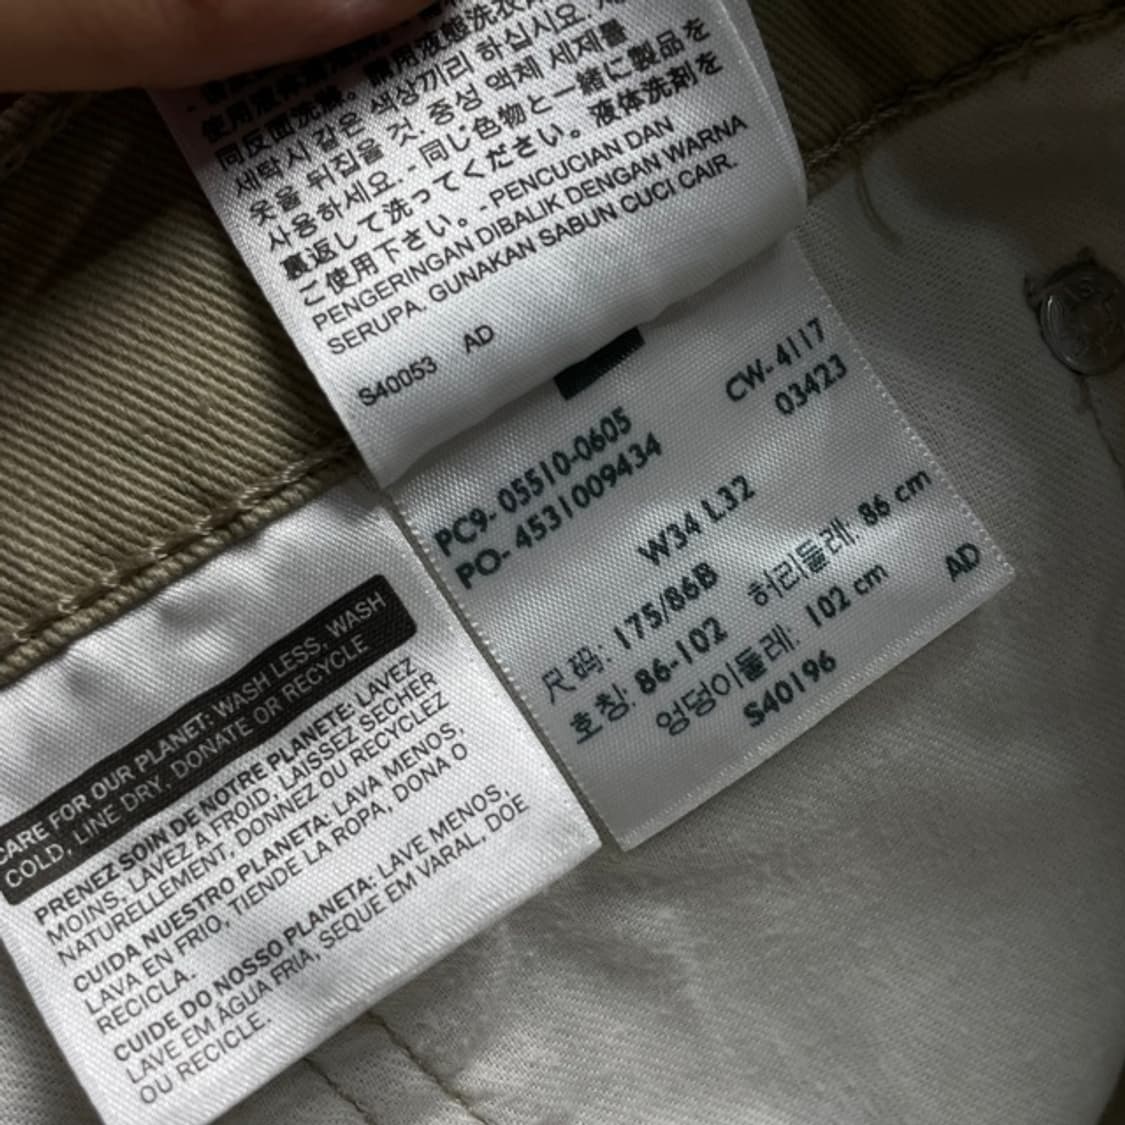 使用液体
同反面洗滌。禁用液態洗衣
세탁시 같은 색상끼리 하십시요.
옷을 뒤집을 것. 중성 액체 세제를
사용하세요. - 同じ色物と一緒に製品を
裏返して洗ってください。液体洗剤を
ご使用下さい。- PENCUCIAN DAN
PENGERINGAN DIBALIK DENGAN WARNA
SERUPA. GUNAKAN SABUN CUCI CAIR.
S40053 AD
CW-4117
03423
PC9- 05510-0605
PO- 4531009434
W34 L32
尺码: 175/86B 허리둘레: 86 cm
호칭: 86-102
엉덩이둘레: 102 cm AD
S40196
CARE FOR OUR PLANET: WASH LESS, WASH
COLD, LINE DRY, DONATE OR RECYCLE
PRENEZ SOIN DE NOTRE PLANETE: LAVEZ
MOINS, LAVEZ A FROID, LAISSEZ SECHER
NATURELLEMENT, DONNEZ OU RECYCLEZ
CUIDA NUESTRO PLANETA: LAVA MENOS,
LAVA EN FRIO, TIENDE LA ROPA, DONA O
RECICLA.
CUIDE DO NOSSO PLANETA: LAVE MENOS,
LAVE EM ÁGUA FRIA, SEQUE EM VARAL, DOE
OU RECICLE.